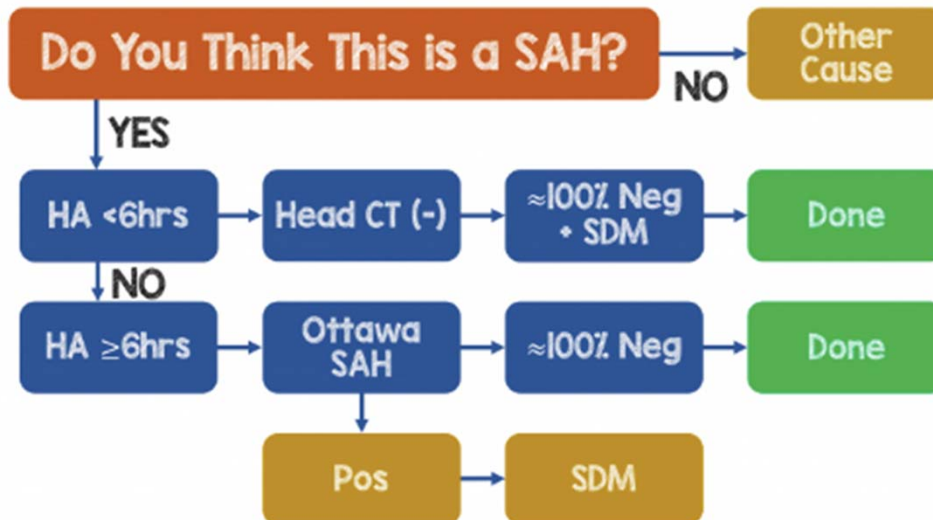 Do You Think This is a SAH?
NO
Other
Cause
YES
HA <6hrs
Head CT (-)
≈100% Neg
+ SDM
Done
NO
HA ≥6hrs
Ottawa
SAH
≈100% Neg
Done
Pos
SDM